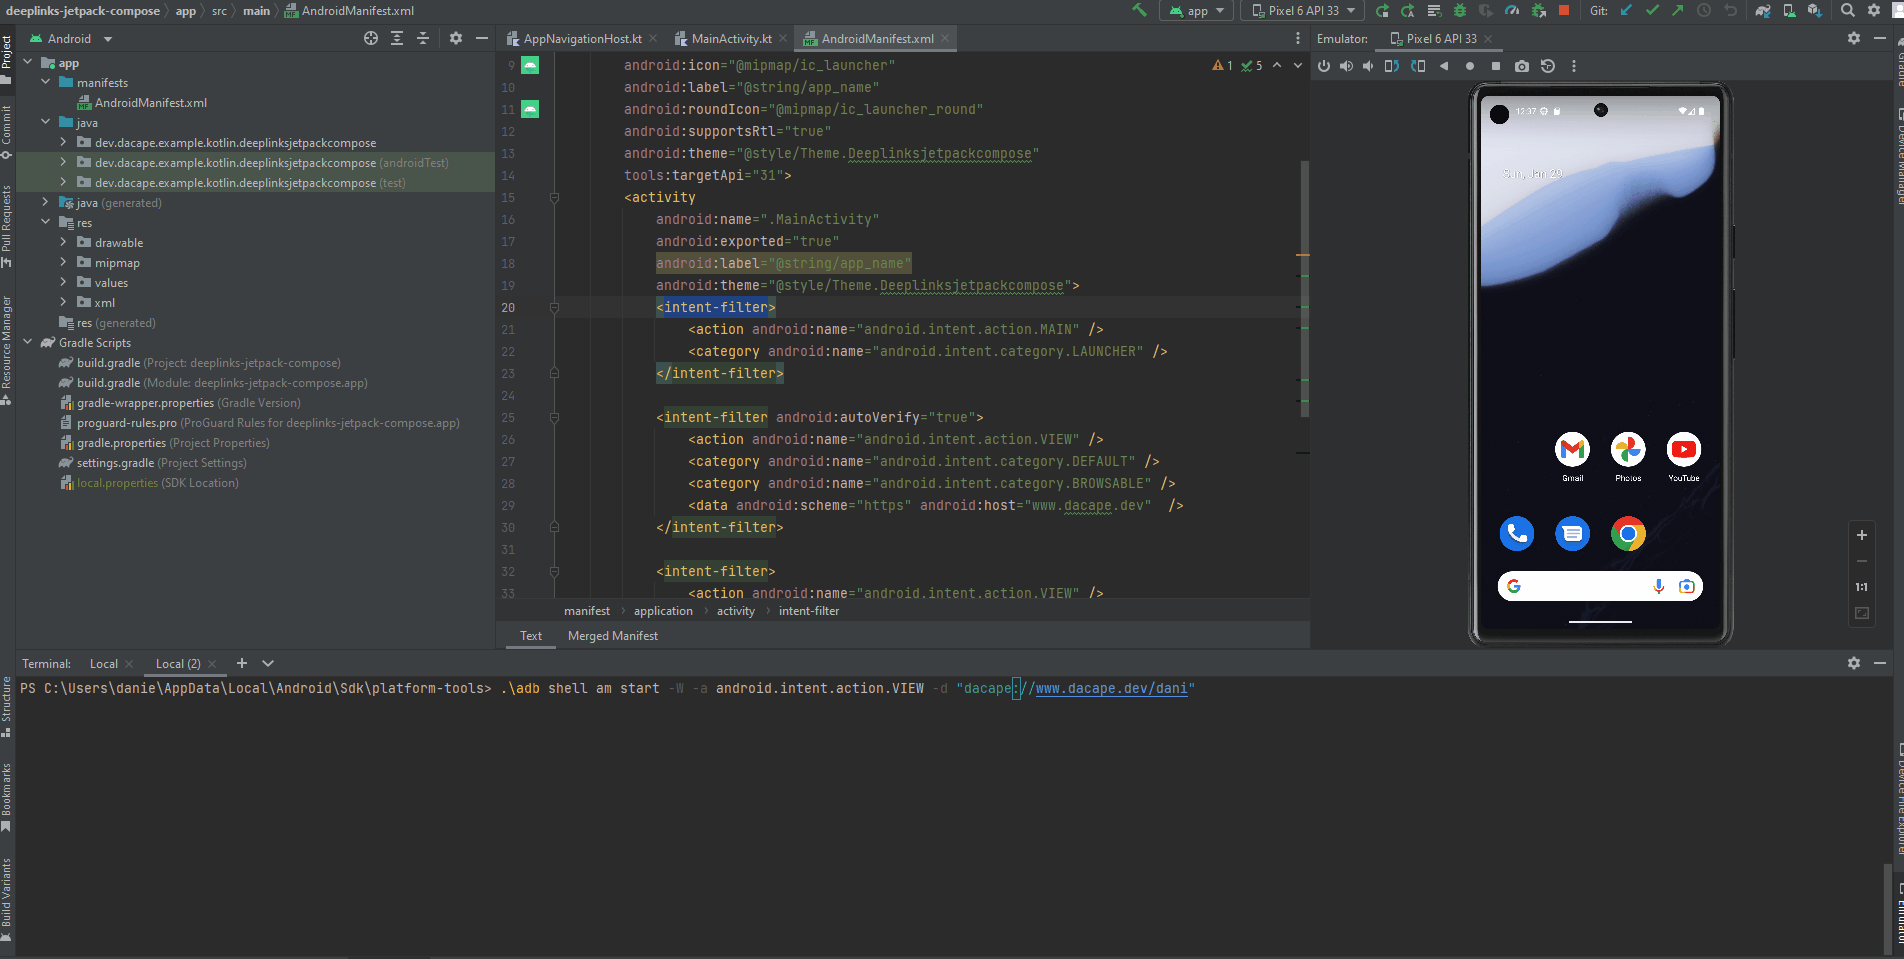 deeplinks-jetpack-compose > app > src > main > AndroidManifest.xml
app
Pixel 6 API 33
Git:
Android
AppNavigationHost.kt
MainActivity.kt
AndroidManifest.xml
Emulator:
Pixel 6 API 33
Project
Commit
Pull Requests
Resource Manager
Structure
Bookmarks
Build Variants
app
manifests
AndroidManifest.xml
java
dev.dacape.example.kotlin.deeplinksjetpackcompose
dev.dacape.example.kotlin.deeplinksjetpackcompose (androidTest)
dev.dacape.example.kotlin.deeplinksjetpackcompose (test)
java (generated)
res
drawable
mipmap
values
xml
res (generated)
Gradle Scripts
build.gradle (Project: deeplinks-jetpack-compose)
build.gradle (Module: deeplinks-jetpack-compose.app)
gradle-wrapper.properties (Gradle Version)
proguard-rules.pro (ProGuard Rules for deeplinks-jetpack-compose.app)
gradle.properties (Project Properties)
settings.gradle (Project Settings)
local.properties (SDK Location)
1 5
9 android:icon="@mipmap/ic_launcher"
10 android:label="@string/app_name"
11 android:roundIcon="@mipmap/ic_launcher_round"
12 android:supportsRtl="true"
13 android:theme="@style/Theme.Deeplinksjetpackcompose"
14 tools:targetApi="31">
15 <activity
16 android:name=".MainActivity"
17 android:exported="true"
18 android:label="@string/app_name"
19 android:theme="@style/Theme.Deeplinksjetpackcompose">
20 <intent-filter>
21 <action android:name="android.intent.action.MAIN" />
22 <category android:name="android.intent.category.LAUNCHER" />
23 </intent-filter>
24
25 <intent-filter android:autoVerify="true">
26 <action android:name="android.intent.action.VIEW" />
27 <category android:name="android.intent.category.DEFAULT" />
28 <category android:name="android.intent.category.BROWSABLE" />
29 <data android:scheme="https" android:host="www.dacape.dev"  />
30 </intent-filter>
31
32 <intent-filter>
33 <action android:name="android.intent.action.VIEW" />
manifest > application > activity > intent-filter
Text
Merged Manifest
12:37
Sun, Jan 29
Gmail
Photos
YouTube
G
1:1
Device Manager
Device File Explorer
Emulator
Terminal:
Local
Local (2)
PS C:\Users\danie\AppData\Local\Android\Sdk\platform-tools> .\adb shell am start -W -a android.intent.action.VIEW -d "dacape://www.dacape.dev/dani"